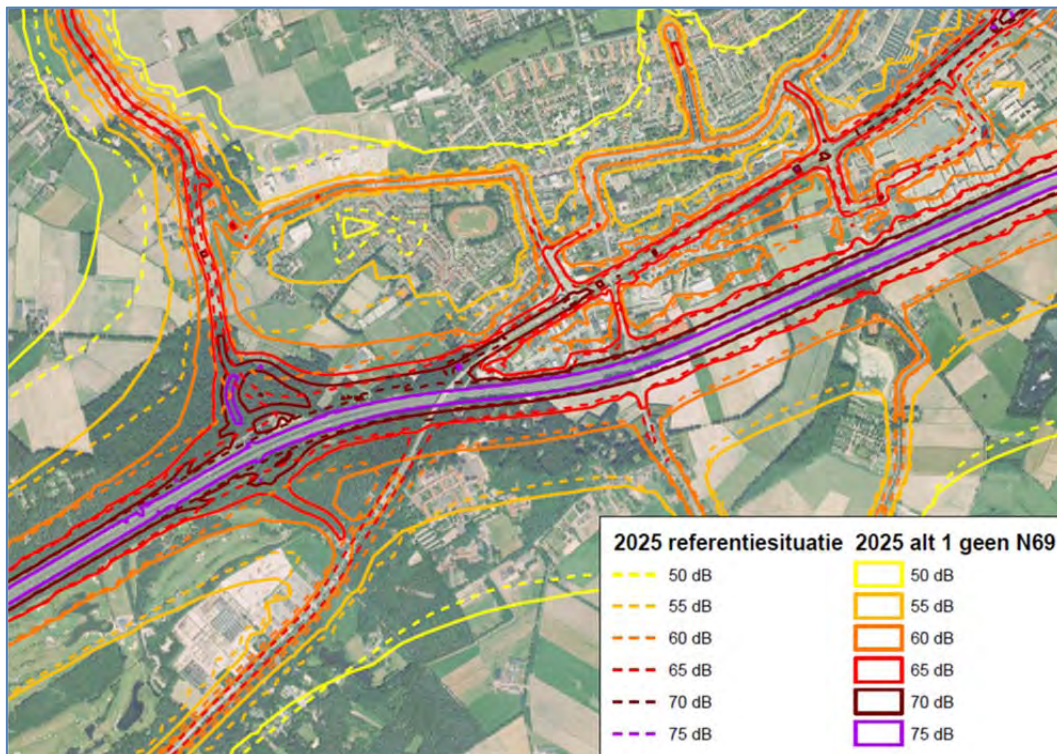 2025 referentiesituatie 2025 alt 1 geen N69
50 dB 50 dB
55 dB 55 dB
60 dB 60 dB
65 dB 65 dB
70 dB 70 dB
75 dB 75 dB